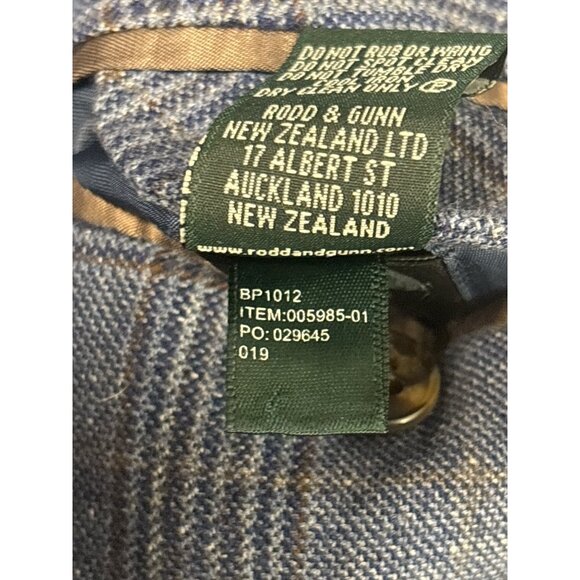 DO NOT RUB OR WRING
DO NOT SPOT CLEAN
DO NOT TUMBLE DRY
DRY CLEAN ONLY Ⓟ
RODD & GUNN
NEW ZEALAND LTD
17 ALBERT ST
AUCKLAND 1010
NEW ZEALAND
www.roddandgunn.com
BP1012
ITEM:005985-01
PO: 029645
019